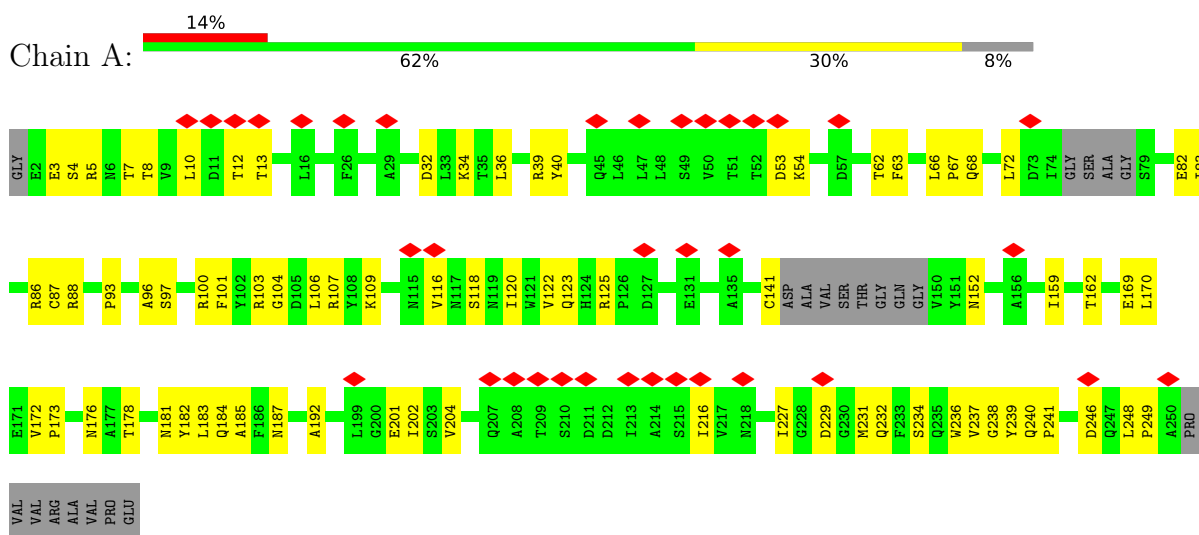 14%
Chain A:
62% 30% 8%
GLY E2 E3 S4 R5 N6 T7 T8 V9 L10 D11 T12 T13 L16 F26 A29 D32 L33 K34 T35 L36 R39 Y40 Q45 L46 L47 L48 S49 V50 T51 T52 D53 K54 D57 T62 F63 L66 P67 Q68 L72 D73 I74 GLY SER ALA GLY S79 E82
R86 C87 R88 P93 A96 S97 R100 F101 Y102 R103 G104 D105 L106 R107 Y108 K109 N115 V116 N117 S118 N119 I120 W121 V122 Q123 H124 R125 P126 D127 E131 A135 C141 ASP ALA VAL SER THR GLY GLN GLY V150 Y151 N152 A156 I159 T162 E169 L170
E171 V172 P173 N176 A177 T178 N181 Y182 L183 Q184 A185 F186 N187 A192 L199 G200 E201 I202 S203 V204 Q207 A208 T209 S210 D211 D212 I213 A214 S215 I216 V217 N218 I227 G228 D229 G230 M231 Q232 F233 S234 Q235 W236 V237 G238 Y239 Q240 P241 D246 Q247 L248 P249 A250 PRO
VAL VAL ARG ALA VAL PRO GLU